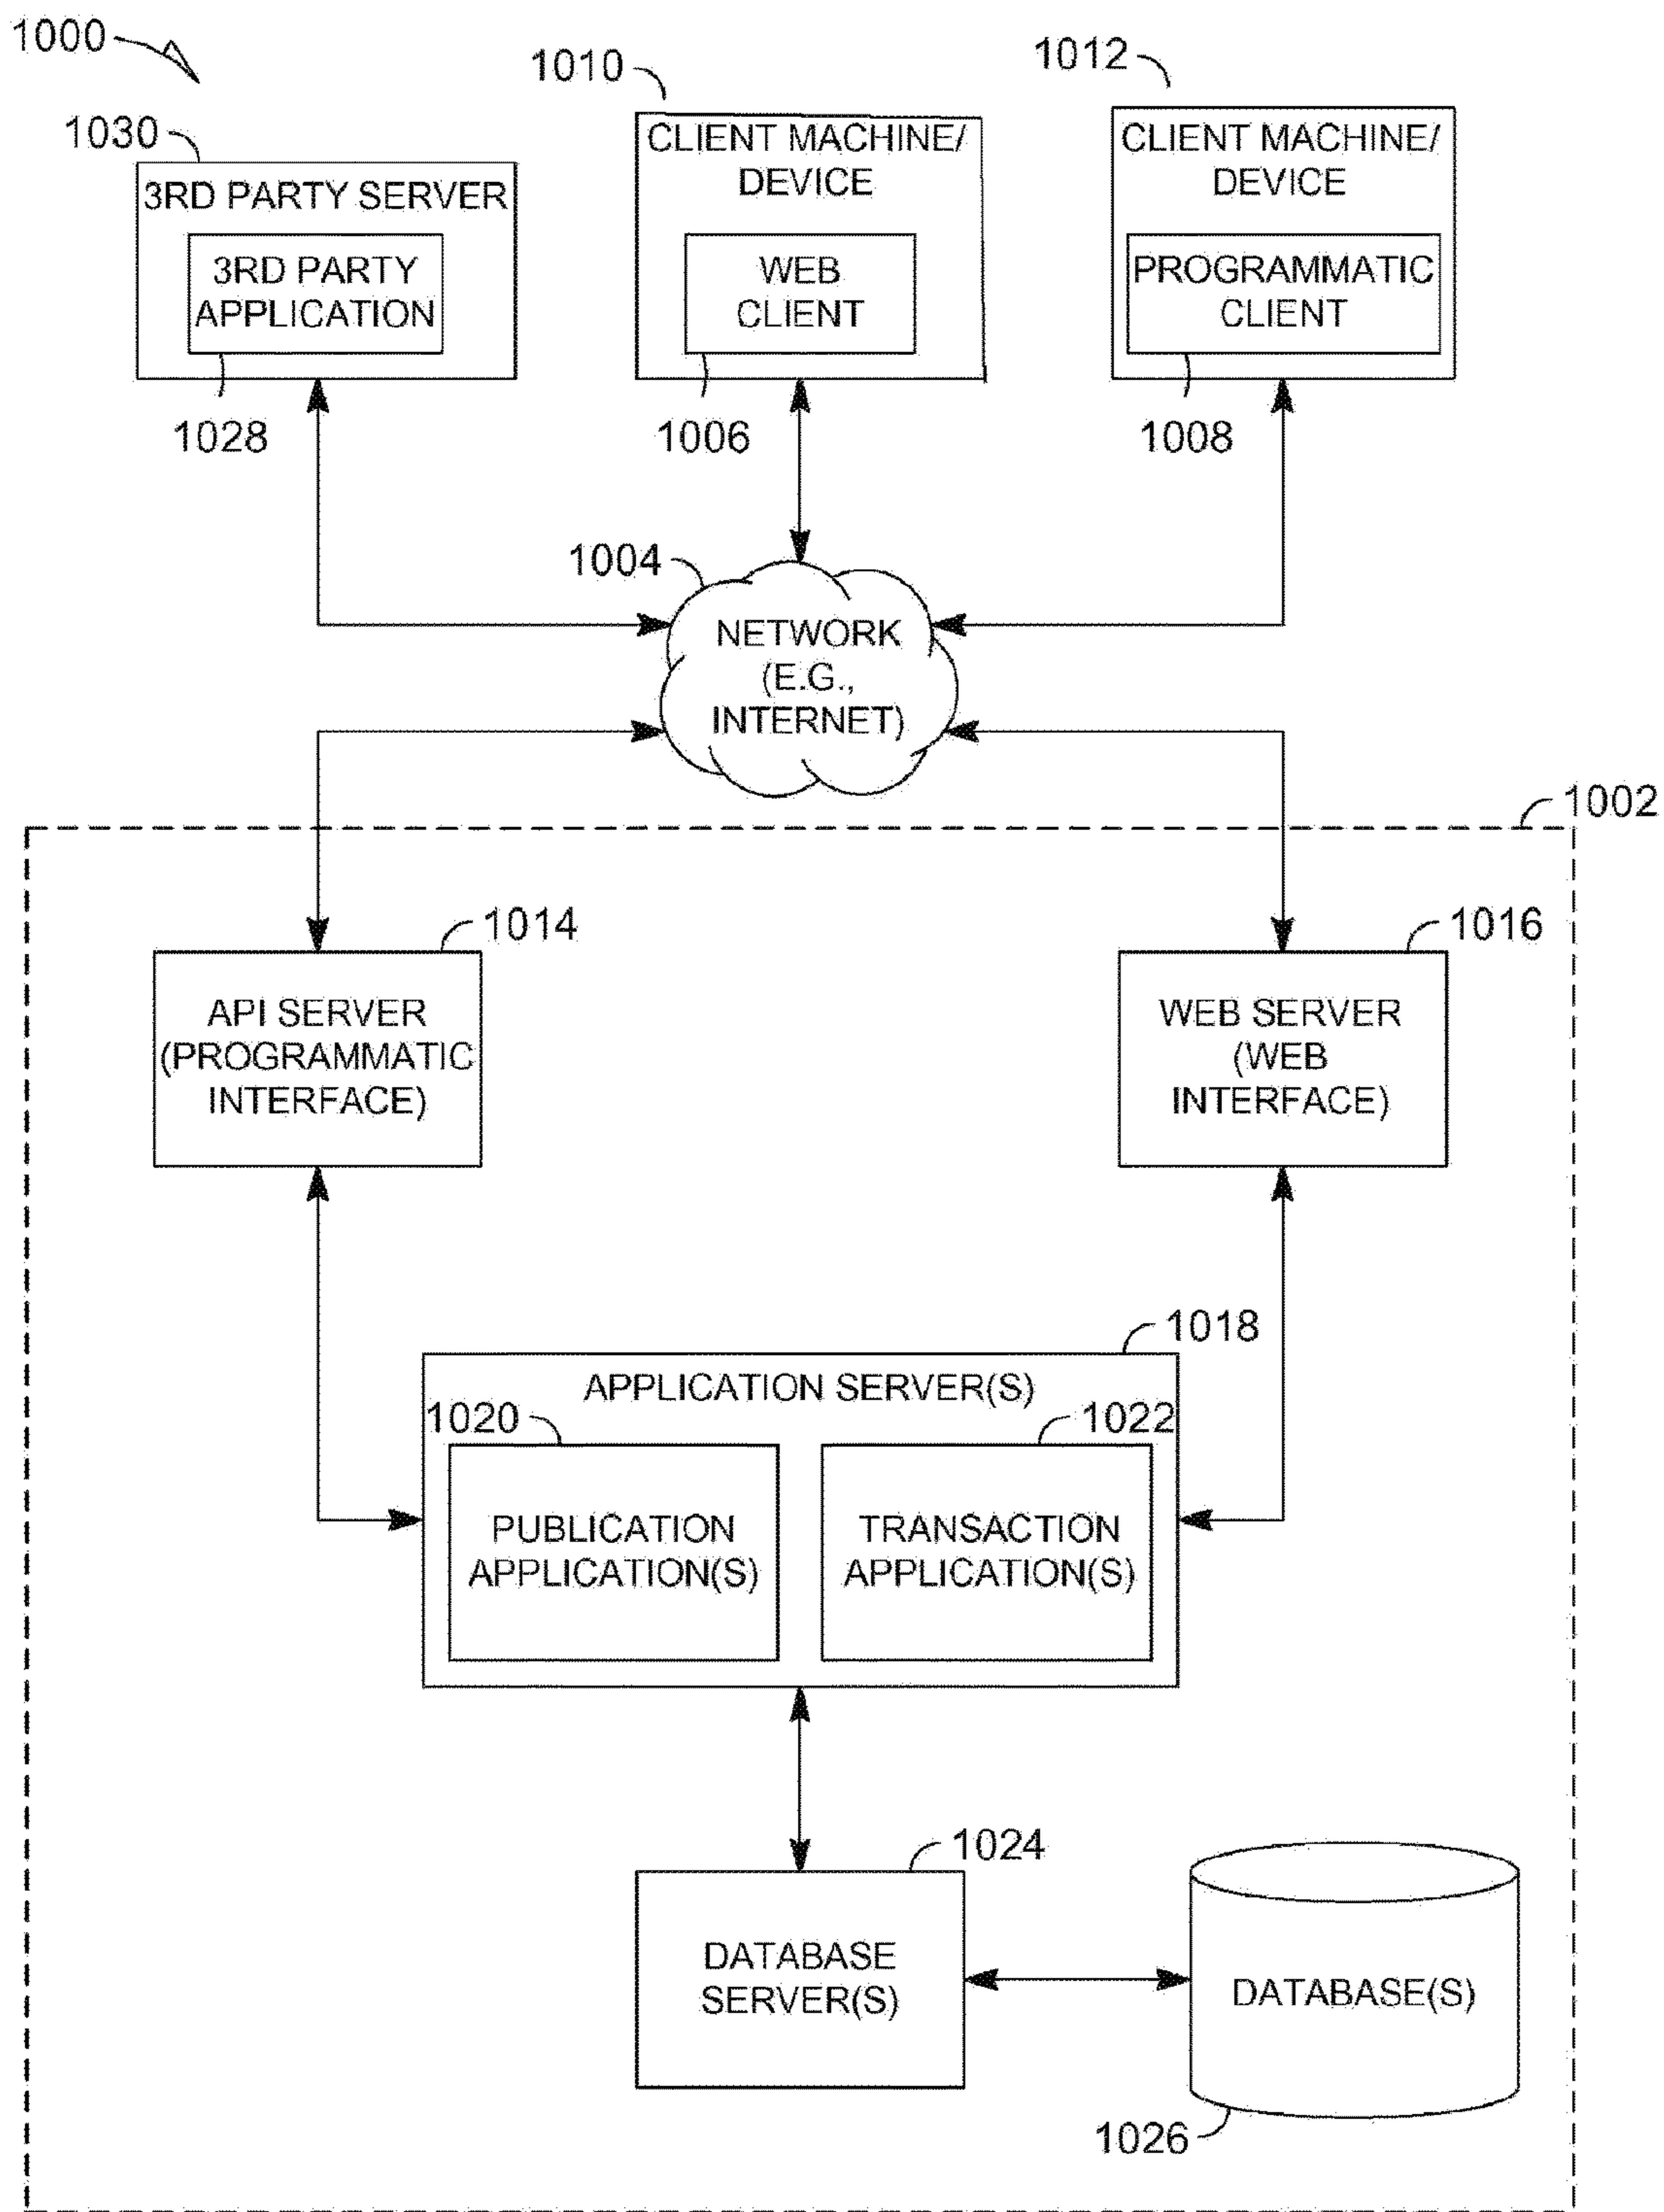 1000
1010
1012
1030
3RD PARTY SERVER
3RD PARTY
APPLICATION
1028
CLIENT MACHINE/
DEVICE
WEB
CLIENT
1006
CLIENT MACHINE/
DEVICE
PROGRAMMATIC
CLIENT
1008
1004
NETWORK
(E.G.,
INTERNET)
1002
1014
API SERVER
(PROGRAMMATIC
INTERFACE)
1016
WEB SERVER
(WEB
INTERFACE)
1018
APPLICATION SERVER(S)
1020
PUBLICATION
APPLICATION(S)
1022
TRANSACTION
APPLICATION(S)
1024
DATABASE
SERVER(S)
DATABASE(S)
1026